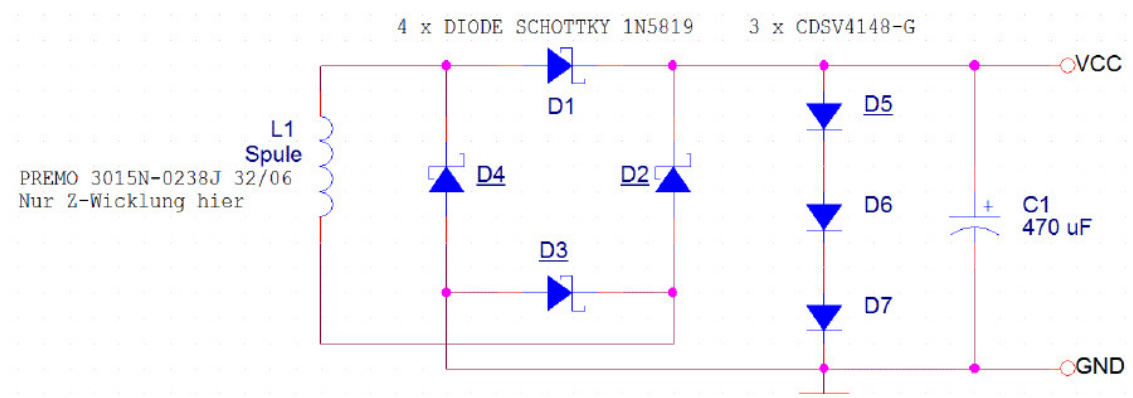 4 x DIODE SCHOTTKY 1N5819
3 x CDSV4148-G
VCC
D1
D5
L1
Spule
PREMO 3015N-0238J 32/06
Nur Z-Wicklung hier
D4
D2
D6
C1
470 uF
D3
D7
GND